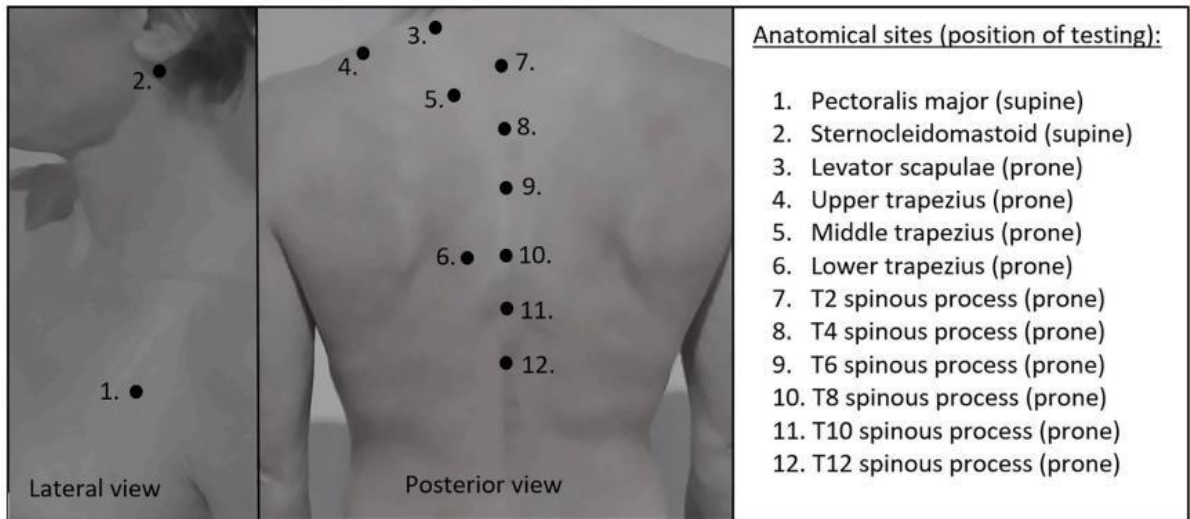 2.
1.
Lateral view
3.
4.
5.
7.
8.
9.
6.
10.
11.
12.
Posterior view
Anatomical sites (position of testing):
1. Pectoralis major (supine)
2. Sternocleidomastoid (supine)
3. Levator scapulae (prone)
4. Upper trapezius (prone)
5. Middle trapezius (prone)
6. Lower trapezius (prone)
7. T2 spinous process (prone)
8. T4 spinous process (prone)
9. T6 spinous process (prone)
10. T8 spinous process (prone)
11. T10 spinous process (prone)
12. T12 spinous process (prone)